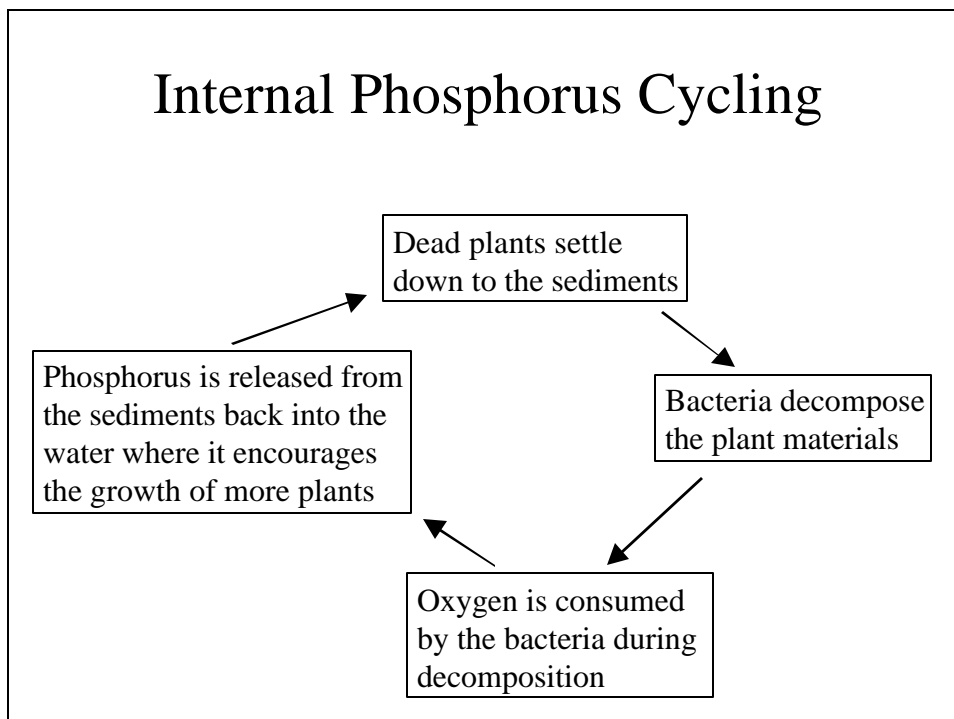 Internal Phosphorus Cycling
Dead plants settle
down to the sediments
Bacteria decompose
the plant materials
Oxygen is consumed
by the bacteria during
decomposition
Phosphorus is released from
the sediments back into the
water where it encourages
the growth of more plants